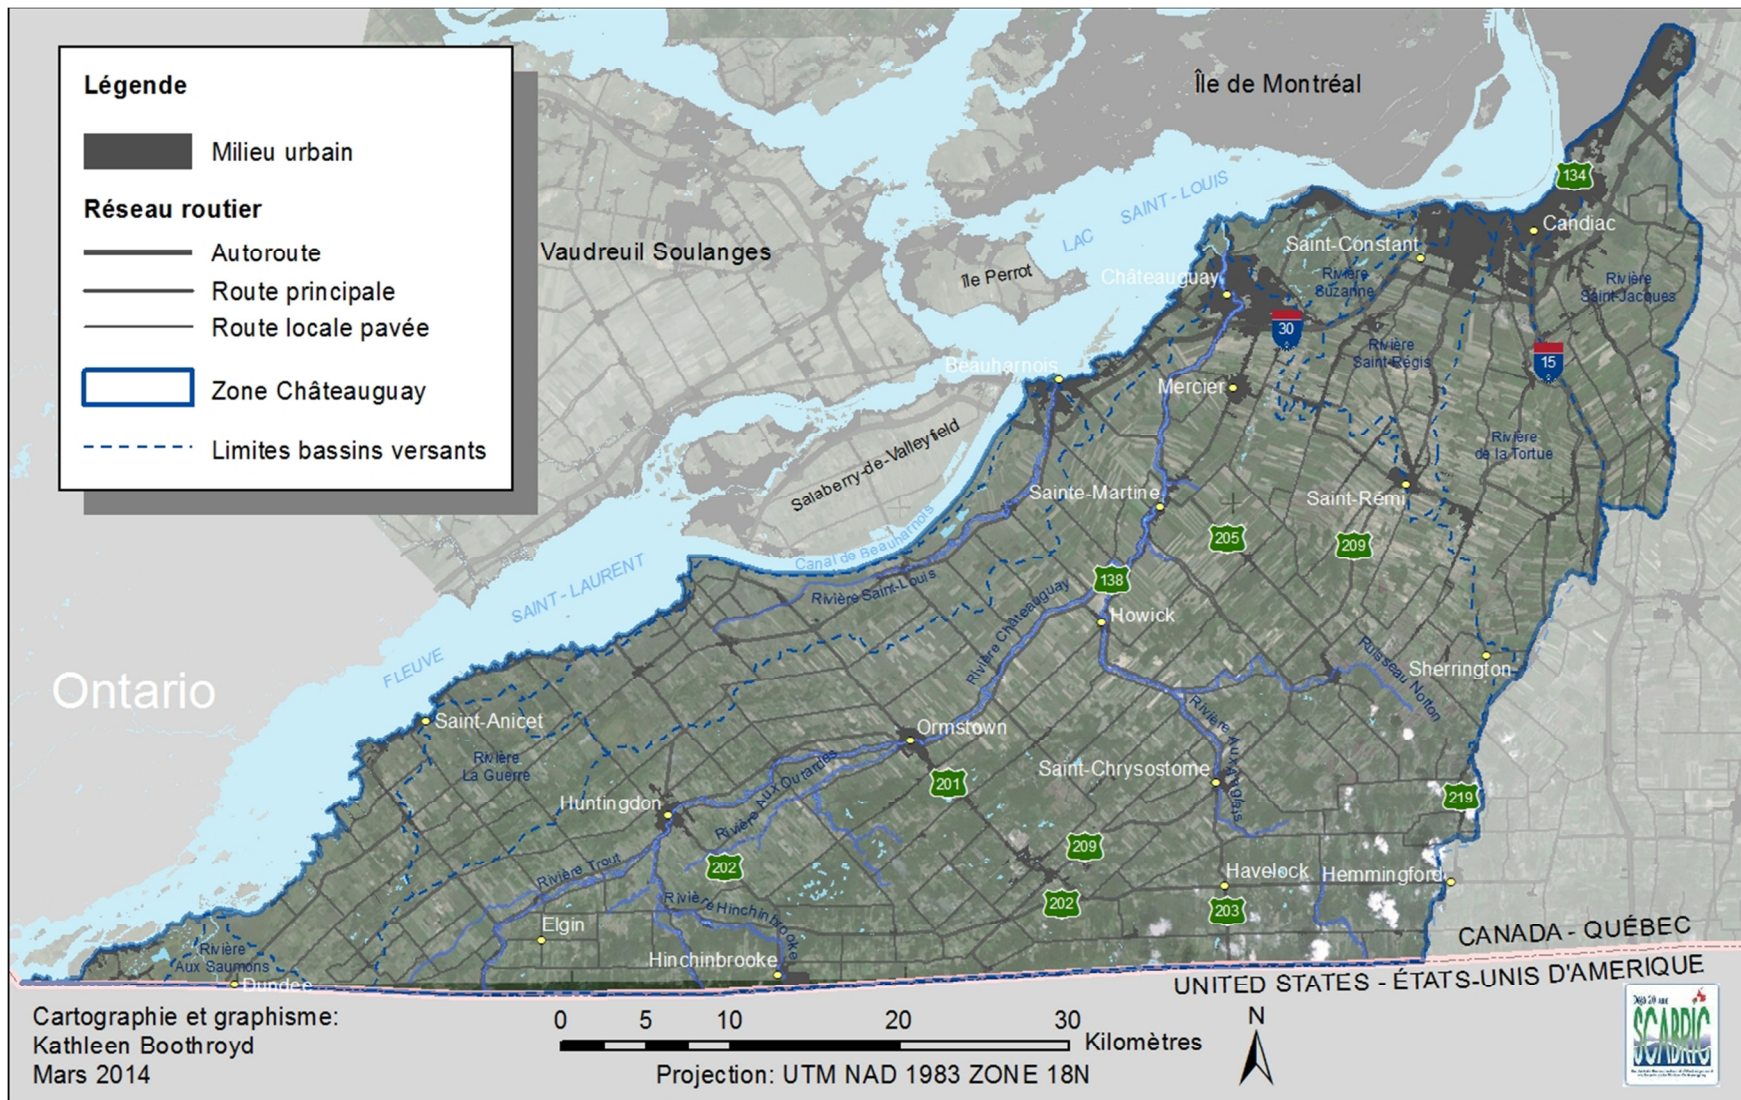 Légende
Milieu urbain
Réseau routier
Autoroute
Route principale
Route locale pavée
Zone Châteauguay
Limites bassins versants
Île de Montréal
134
LAC SAINT-LOUIS
Candiac
Saint-Constant
Vaudreuil Soulanges
Île Perrot
Châteauguay
Rivière
Suzanne
Rivière
Saint-Jacques
30
Rivière
Saint-Régis
15
Beauharnois
Mercier
Salaberry-de-Valleyfield
Rivière
de la Tortue
Sainte-Martine
Saint-Rémi
Canal de Beauharnois
205
209
FLEUVE SAINT-LAURENT
Rivière Saint-Louis
138
Rivière Châteauguay
Howick
Ruisseau Norton
Sherrington
Ontario
Saint-Anicet
Ormstown
Rivière Aux Anglais
Rivière
La Guerre
Saint-Chrysostome
201
Rivière Aux Outardes
Huntingdon
219
209
202
Rivière Trout
Havelock
Hemmingford
202
203
Rivière Hinchinbrooke
Elgin
CANADA - QUÉBEC
Rivière
Aux Saumons
Hinchinbrooke
Dundee
UNITED STATES - ÉTATS-UNIS D'AMERIQUE
Cartographie et graphisme:
Kathleen Boothroyd
Mars 2014
0 5 10 20 30
Kilomètres
Projection: UTM NAD 1983 ZONE 18N
N
Déjà 20 ans
SCABRIC